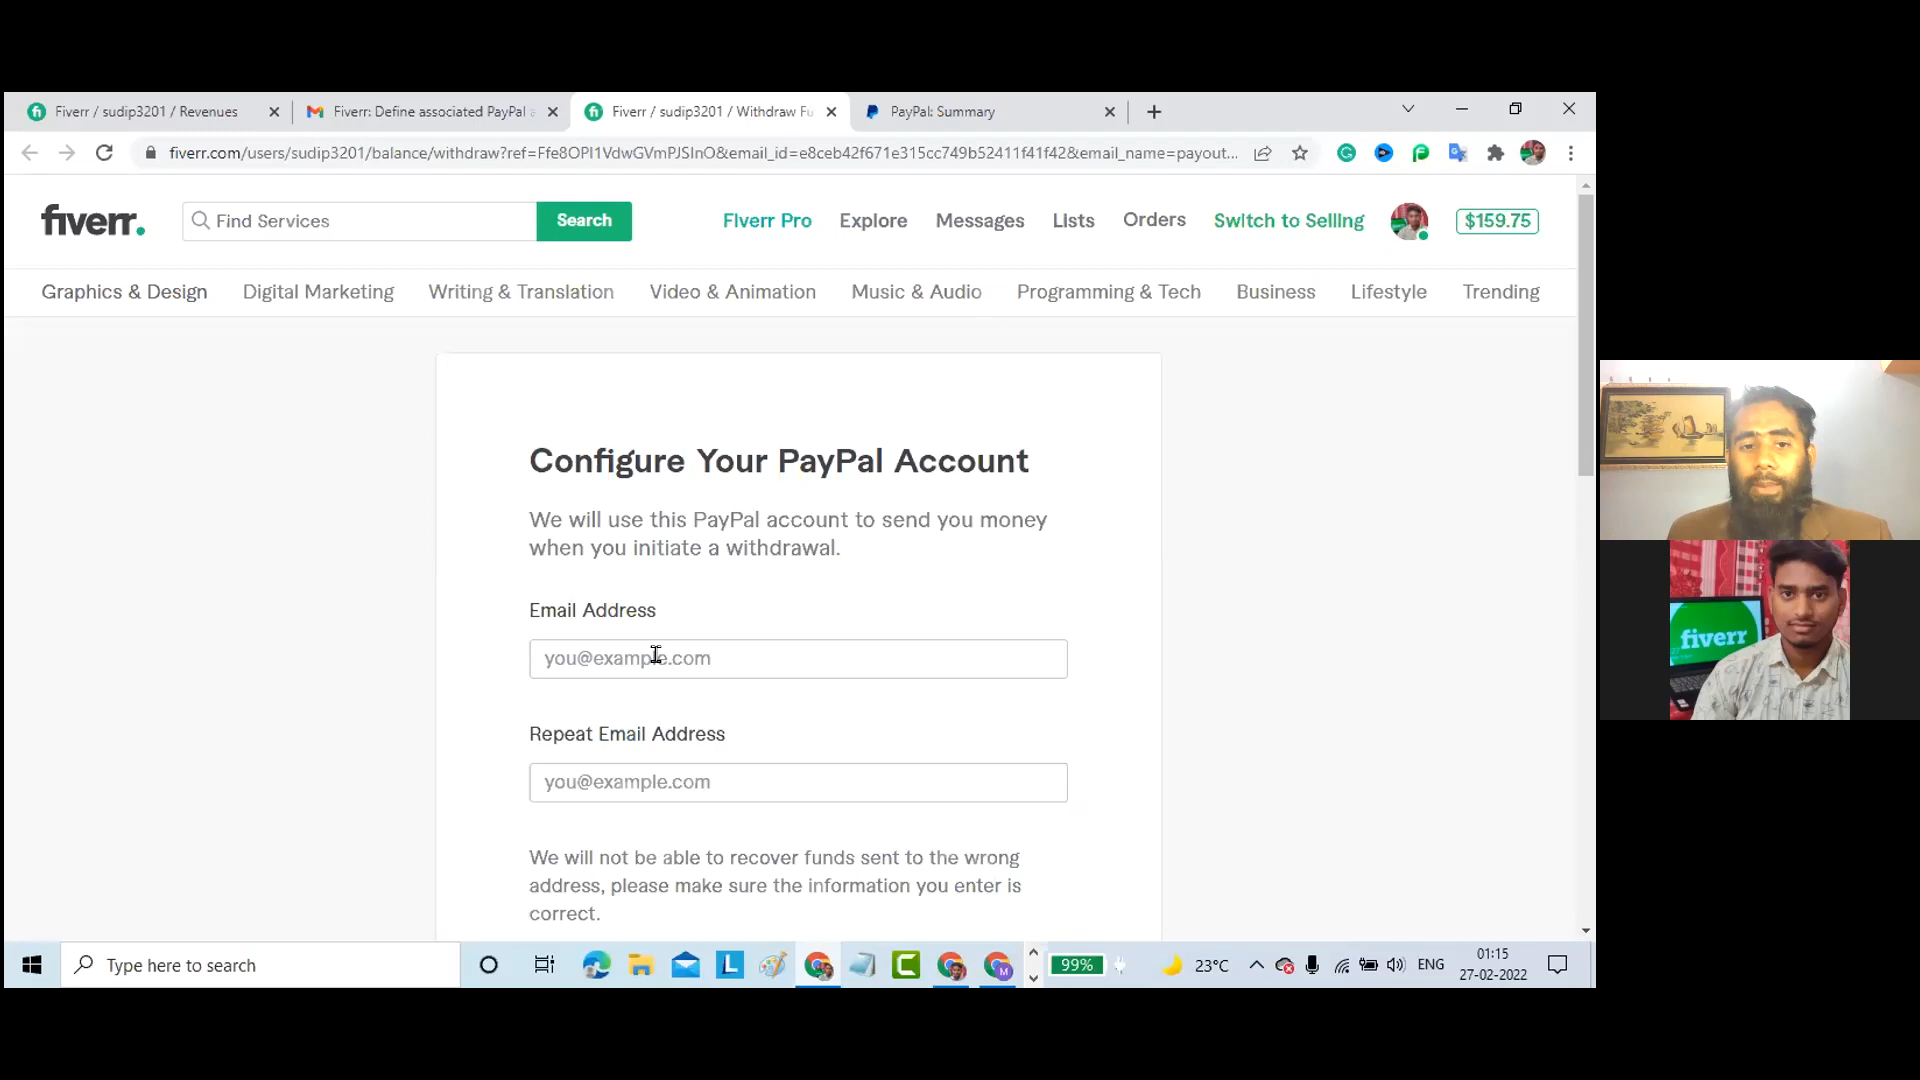 Fiverr / sudip3201 / Revenues
Fiverr: Define associated PayPal a
Fiverr / sudip3201 / Withdraw Fu
PayPal: Summary
fiverr.com/users/sudip3201/balance/withdraw?ref=Ffe8OPI1VdwGVmPJSInO&email_id=e8ceb42f671e315cc749b52411f41f42&email_name=payout...
fiverr.
Find Services
Search
Fiverr Pro
Explore
Messages
Lists
Orders
Switch to Selling
$159.75
Graphics & Design
Digital Marketing
Writing & Translation
Video & Animation
Music & Audio
Programming & Tech
Business
Lifestyle
Trending
Configure Your PayPal Account
We will use this PayPal account to send you money
when you initiate a withdrawal.
Email Address
you@example.com
Repeat Email Address
you@example.com
We will not be able to recover funds sent to the wrong
address, please make sure the information you enter is
correct.
fiverr
Type here to search
L
C
M
99%
23°C
ENG
01:15
27-02-2022